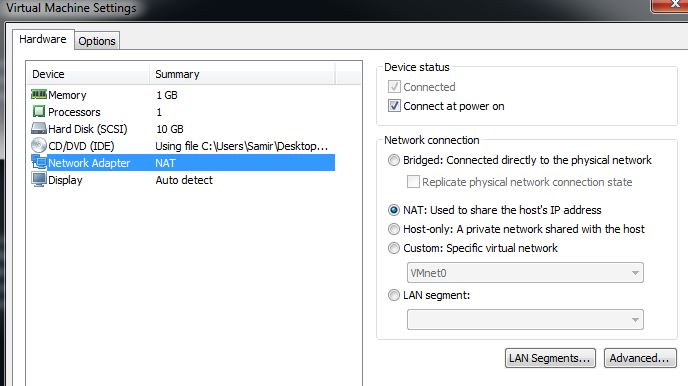 Virtual Machine Settings
Hardware Options
Device Summary
Memory 1 GB
Processors 1
Hard Disk (SCSI) 10 GB
CD/DVD (IDE) Using file C:\Users\Samir\Desktop...
Network Adapter NAT
Display Auto detect
Device status
Connected
Connect at power on
Network connection
Bridged: Connected directly to the physical network
Replicate physical network connection state
NAT: Used to share the host's IP address
Host-only: A private network shared with the host
Custom: Specific virtual network
VMnet0
LAN segment:
LAN Segments... Advanced...